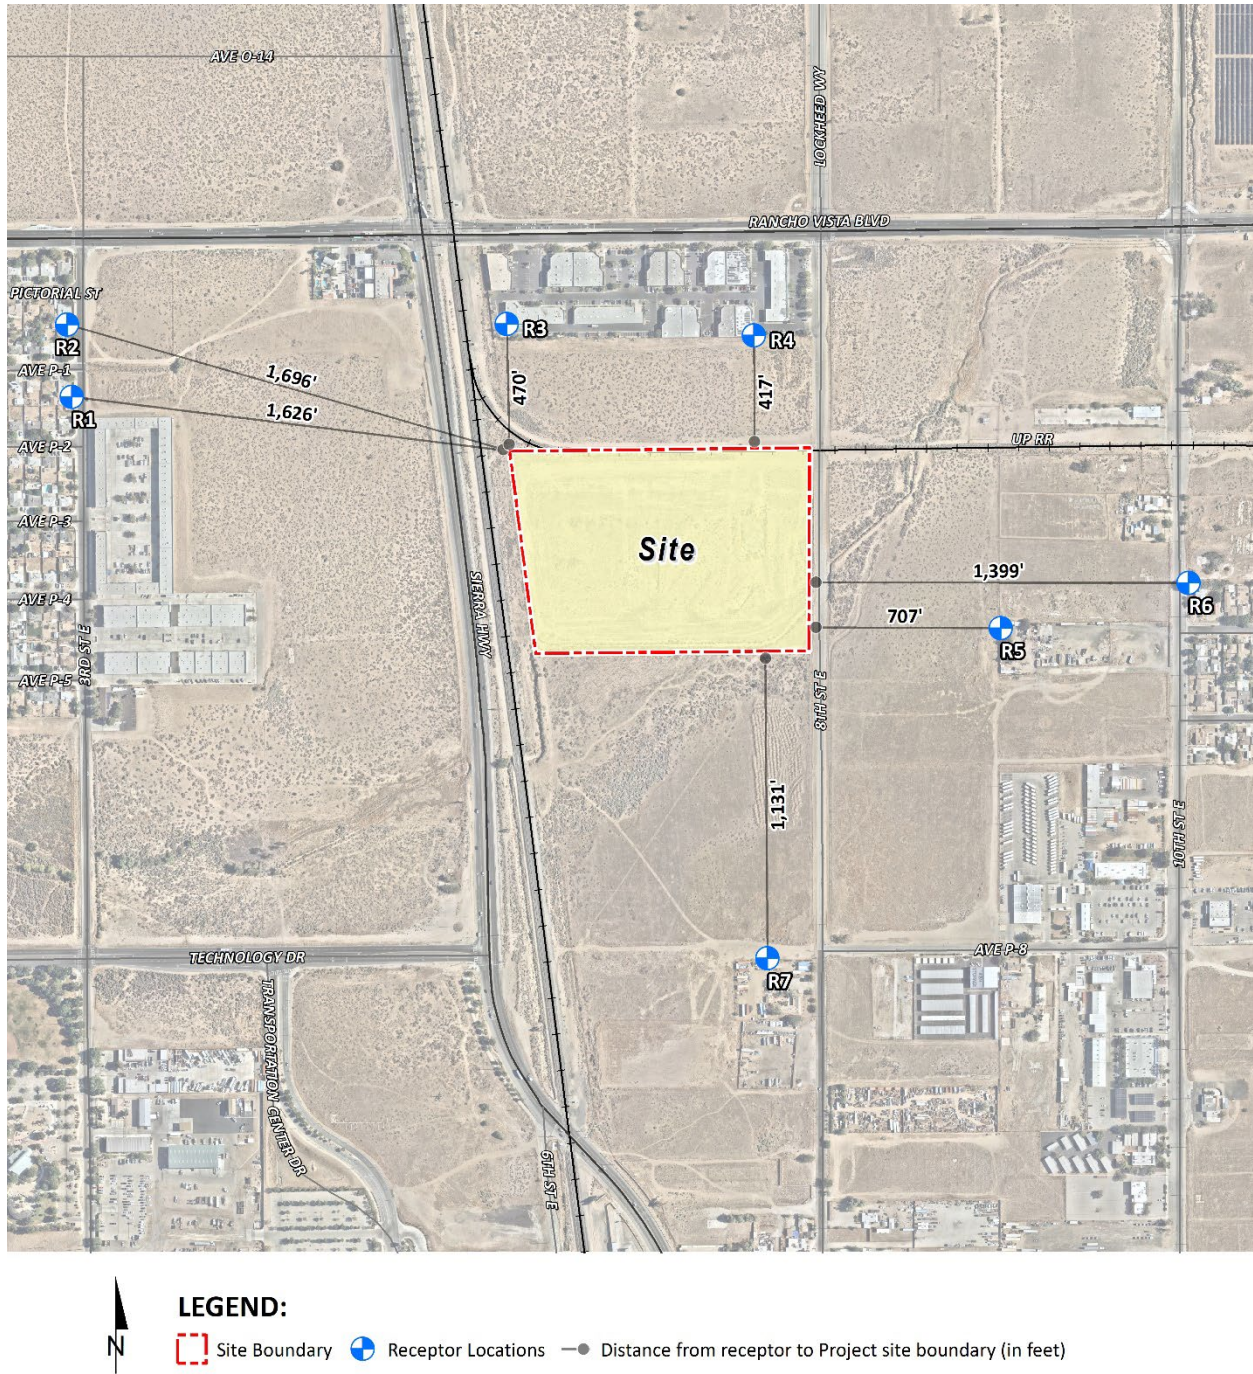 AVE O-14
LOCKHEED WY
RANCHO VISTA BLVD
PICTORIAL ST
R2
R3
R4
AVE P-1
1,696'
470'
417'
R1
1,626'
AVE P-2
UP RR
AVE P-3
Site
1,399'
AVE P-4
SIERRA HWY
R6
707'
3RD ST E
R5
AVE P-5
8TH ST E
1,131'
10TH ST E
TECHNOLOGY DR
AVE P-8
R7
TRANSPORTATION CENTER DR
6TH ST E
N
LEGEND:
Site Boundary
Receptor Locations
Distance from receptor to Project site boundary (in feet)